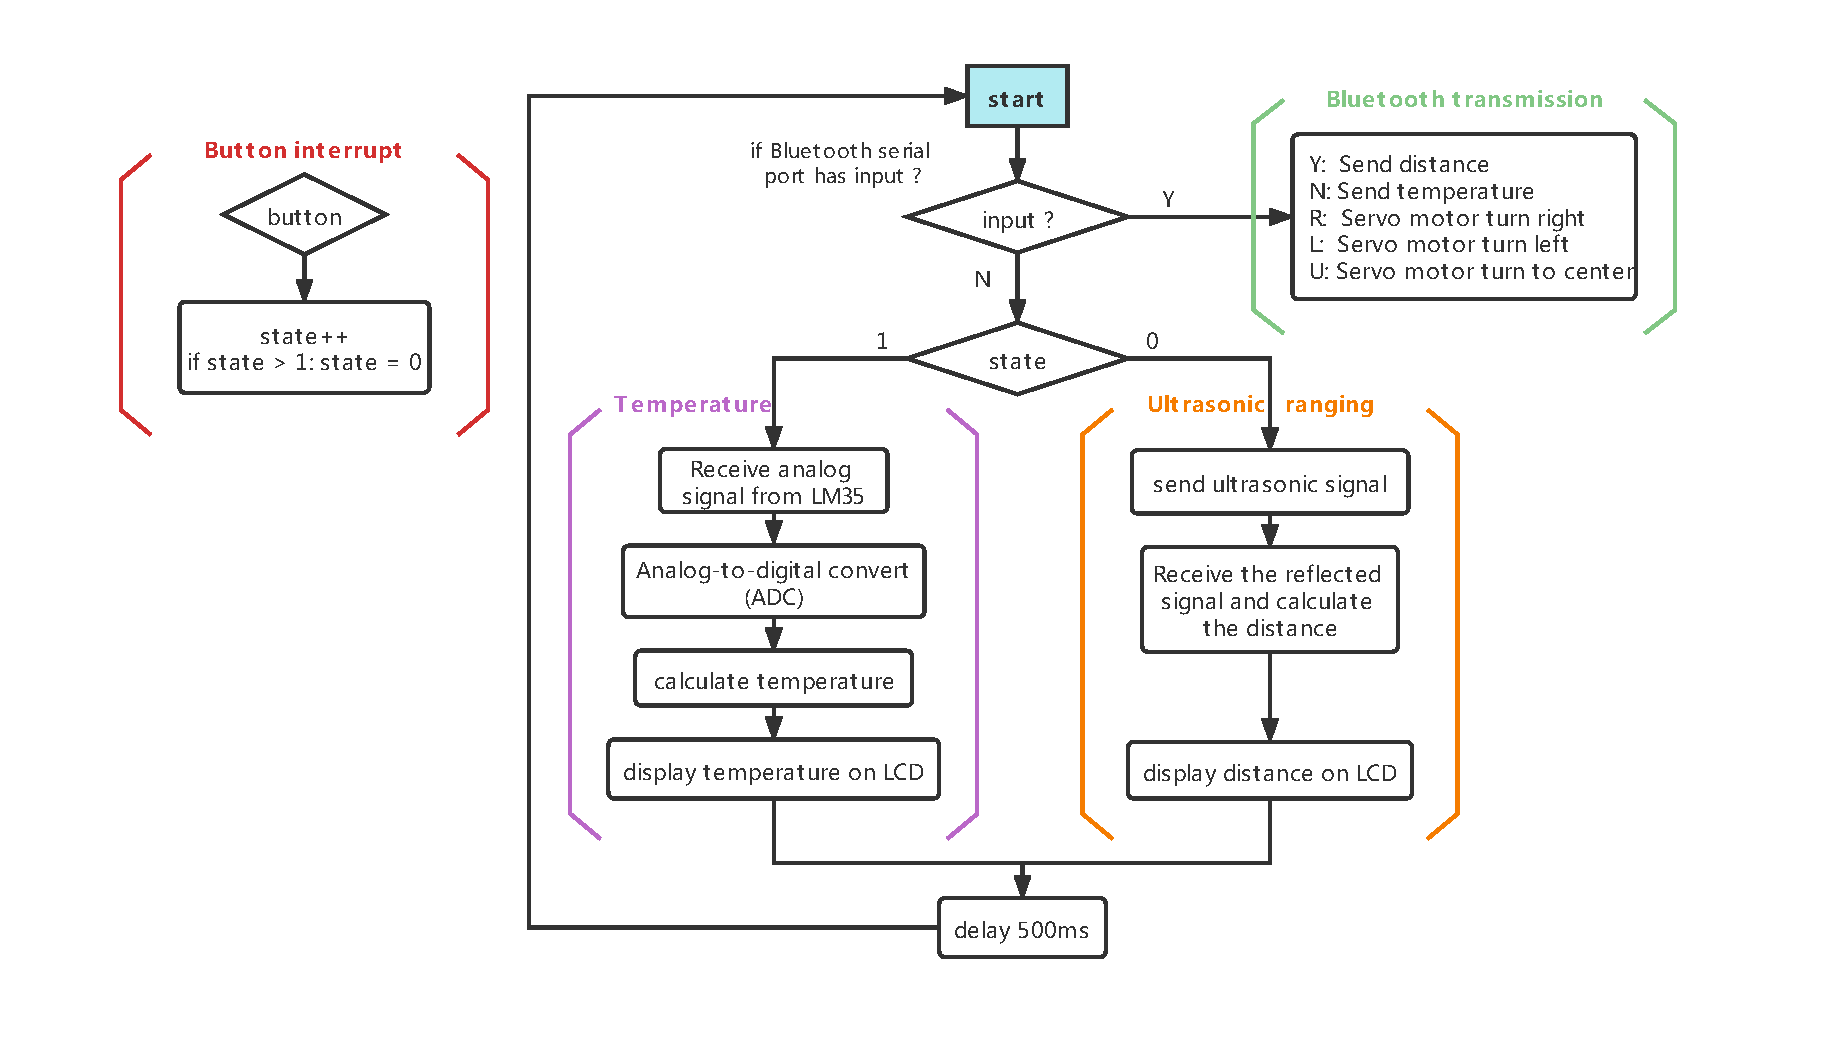 start
Bluetooth transmission
Button interrupt
if Bluetooth serial
port has input ?
Y: Send distance
N: Send temperature
R: Servo motor turn right
L: Servo motor turn left
U: Servo motor turn to center
button
input ?
Y
N
state++
if state > 1: state = 0
1
state
0
Temperature
Ultrasonic ranging
Receive analog
signal from LM35
send ultrasonic signal
Analog-to-digital convert
(ADC)
Receive the reflected
signal and calculate
the distance
calculate temperature
display temperature on LCD
display distance on LCD
delay 500ms